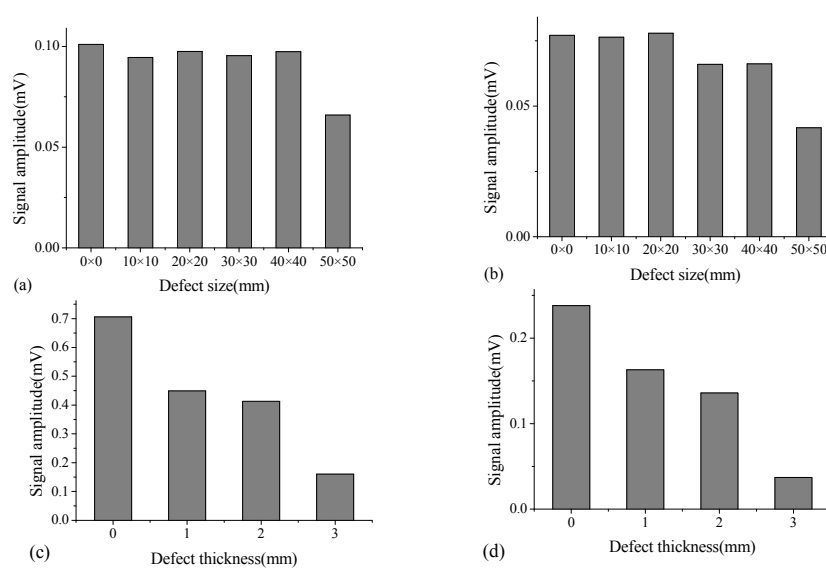 0.10
0.05
0.00
Signal amplitude(mV)
0×0 10×10 20×20 30×30 40×40 50×50
Defect size(mm)
(a)
0.05
0.00
Signal amplitude(mV)
0×0 10×10 20×20 30×30 40×40 50×50
Defect size(mm)
(b)
0.7
0.6
0.5
0.4
0.3
0.2
0.1
0.0
Signal amplitude(mV)
0 1 2 3
Defect thickness(mm)
(c)
0.2
0.1
0.0
Signal amplitude(mV)
0 1 2 3
Defect thickness(mm)
(d)